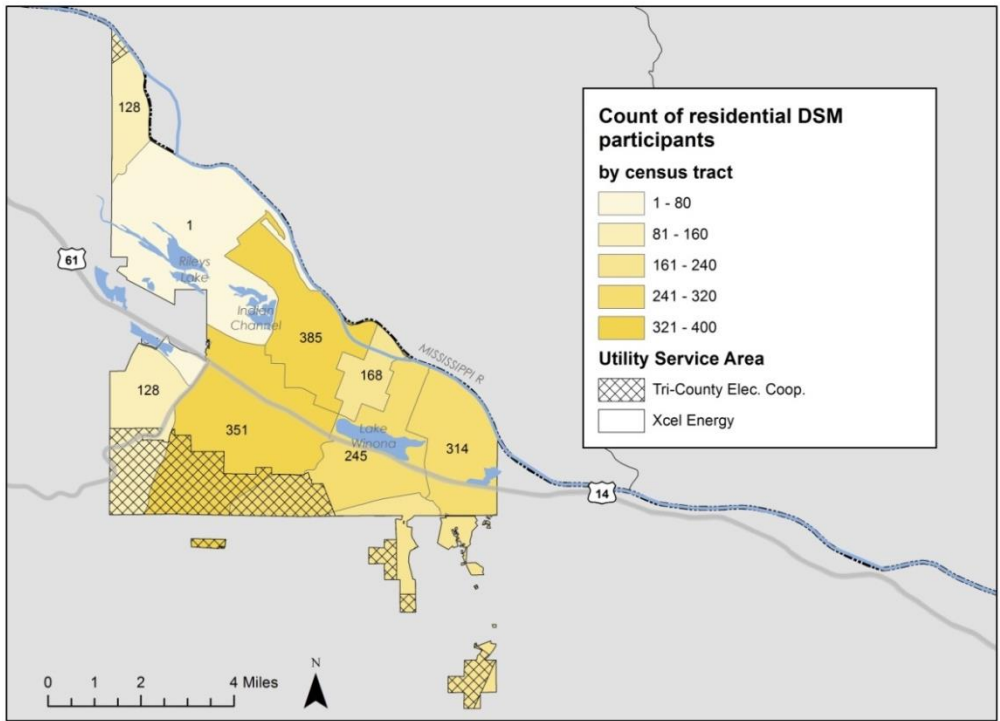 128
1
61
Rileys
Lake
Indian
Channel
385
MISSISSIPPI R
168
128
351
Lake
Winona
245
314
14
Count of residential DSM
participants
by census tract
1 - 80
81 - 160
161 - 240
241 - 320
321 - 400
Utility Service Area
Tri-County Elec. Coop.
Xcel Energy
0 1 2 4 Miles
N